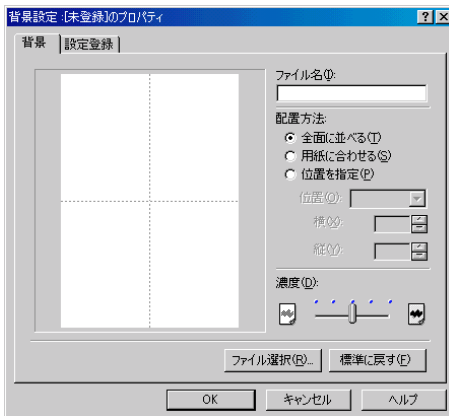 背景設定:[未登録]のプロパティ
背景
設定登録
ファイル名(I):
配置方法:
全面に並べる(T)
用紙に合わせる(S)
位置を指定(P)
位置(O):
横(X):
縦(Y):
濃度(D):
ファイル選択(R)...
標準に戻す(F)
OK
キャンセル
ヘルプ